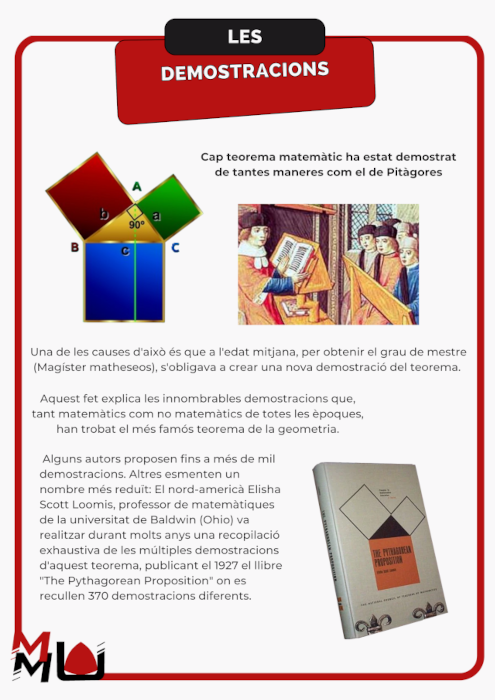 LES
DEMOSTRACIONS
Cap teorema matemàtic ha estat demostrat
de tantes maneres com el de Pitàgores
A
b
a
90º
B
c
C
Una de les causes d'això és que a l'edat mitjana, per obtenir el grau de mestre
(Magíster matheseos), s'obligava a crear una nova demostració del teorema.
Aquest fet explica les innombrables demostracions que,
tant matemàtics com no matemàtics de totes les èpoques,
han trobat el més famós teorema de la geometria.
Alguns autors proposen fins a més de mil
demostracions. Altres esmenten un
nombre més reduït: El nord-americà Elisha
Scott Loomis, professor de matemàtiques
de la universitat de Baldwin (Ohio) va
realitzar durant molts anys una recopilació
exhaustiva de les múltiples demostracions
d'aquest teorema, publicant el 1927 el llibre
"The Pythagorean Proposition" on es
recullen 370 demostracions diferents.
THE PYTHAGOREAN
PROPOSITION
MMU